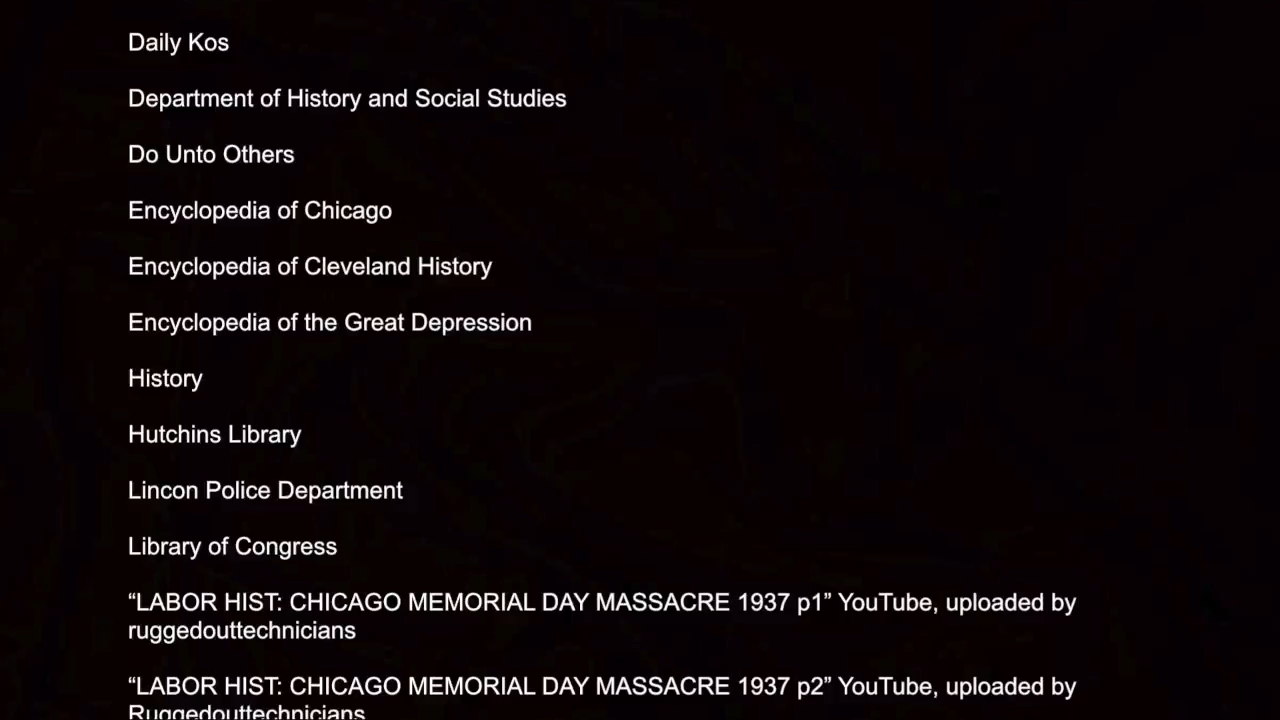 Daily Kos
Department of History and Social Studies
Do Unto Others
Encyclopedia of Chicago
Encyclopedia of Cleveland History
Encyclopedia of the Great Depression
History
Hutchins Library
Lincon Police Department
Library of Congress
“LABOR HIST: CHICAGO MEMORIAL DAY MASSACRE 1937 p1” YouTube, uploaded by
ruggedouttechnicians
“LABOR HIST: CHICAGO MEMORIAL DAY MASSACRE 1937 p2” YouTube, uploaded by
Ruggedouttechnicians